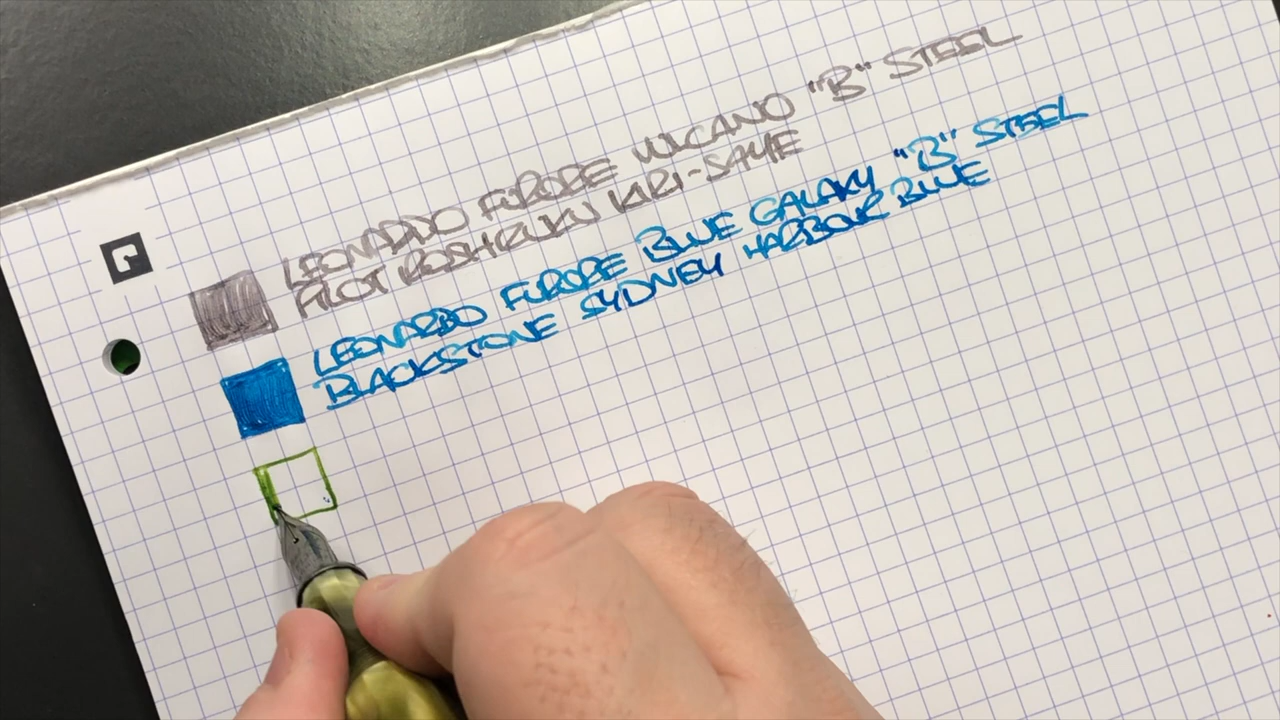 LEONARDO FURORE VULCANO "B" STEEL
PILOT IROSHIZUKU KIRI-SAME
LEONARDO FURORE BLUE GALAXY "B" STEEL
BLACKSTONE SYDNEY HARBOUR BLUE